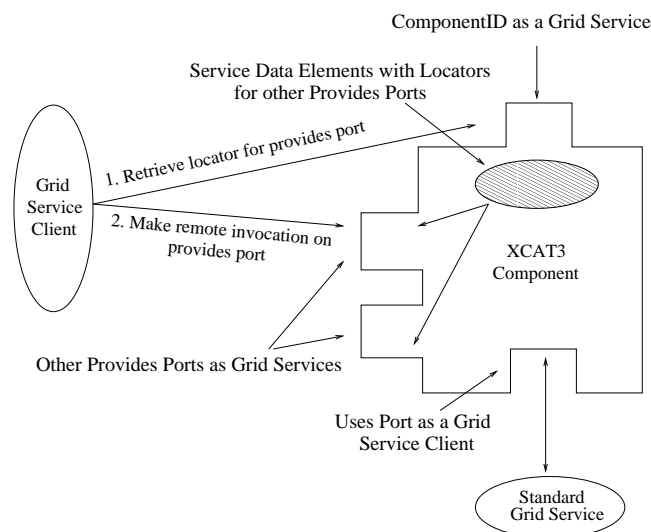 ComponentID as a Grid Service
Service Data Elements with Locators
for other Provides Ports
1. Retrieve locator for provides port
Grid
Service
Client
2. Make remote invocation on
provides port
XCAT3
Component
Other Provides Ports as Grid Services
Uses Port as a Grid
Service Client
Standard
Grid Service